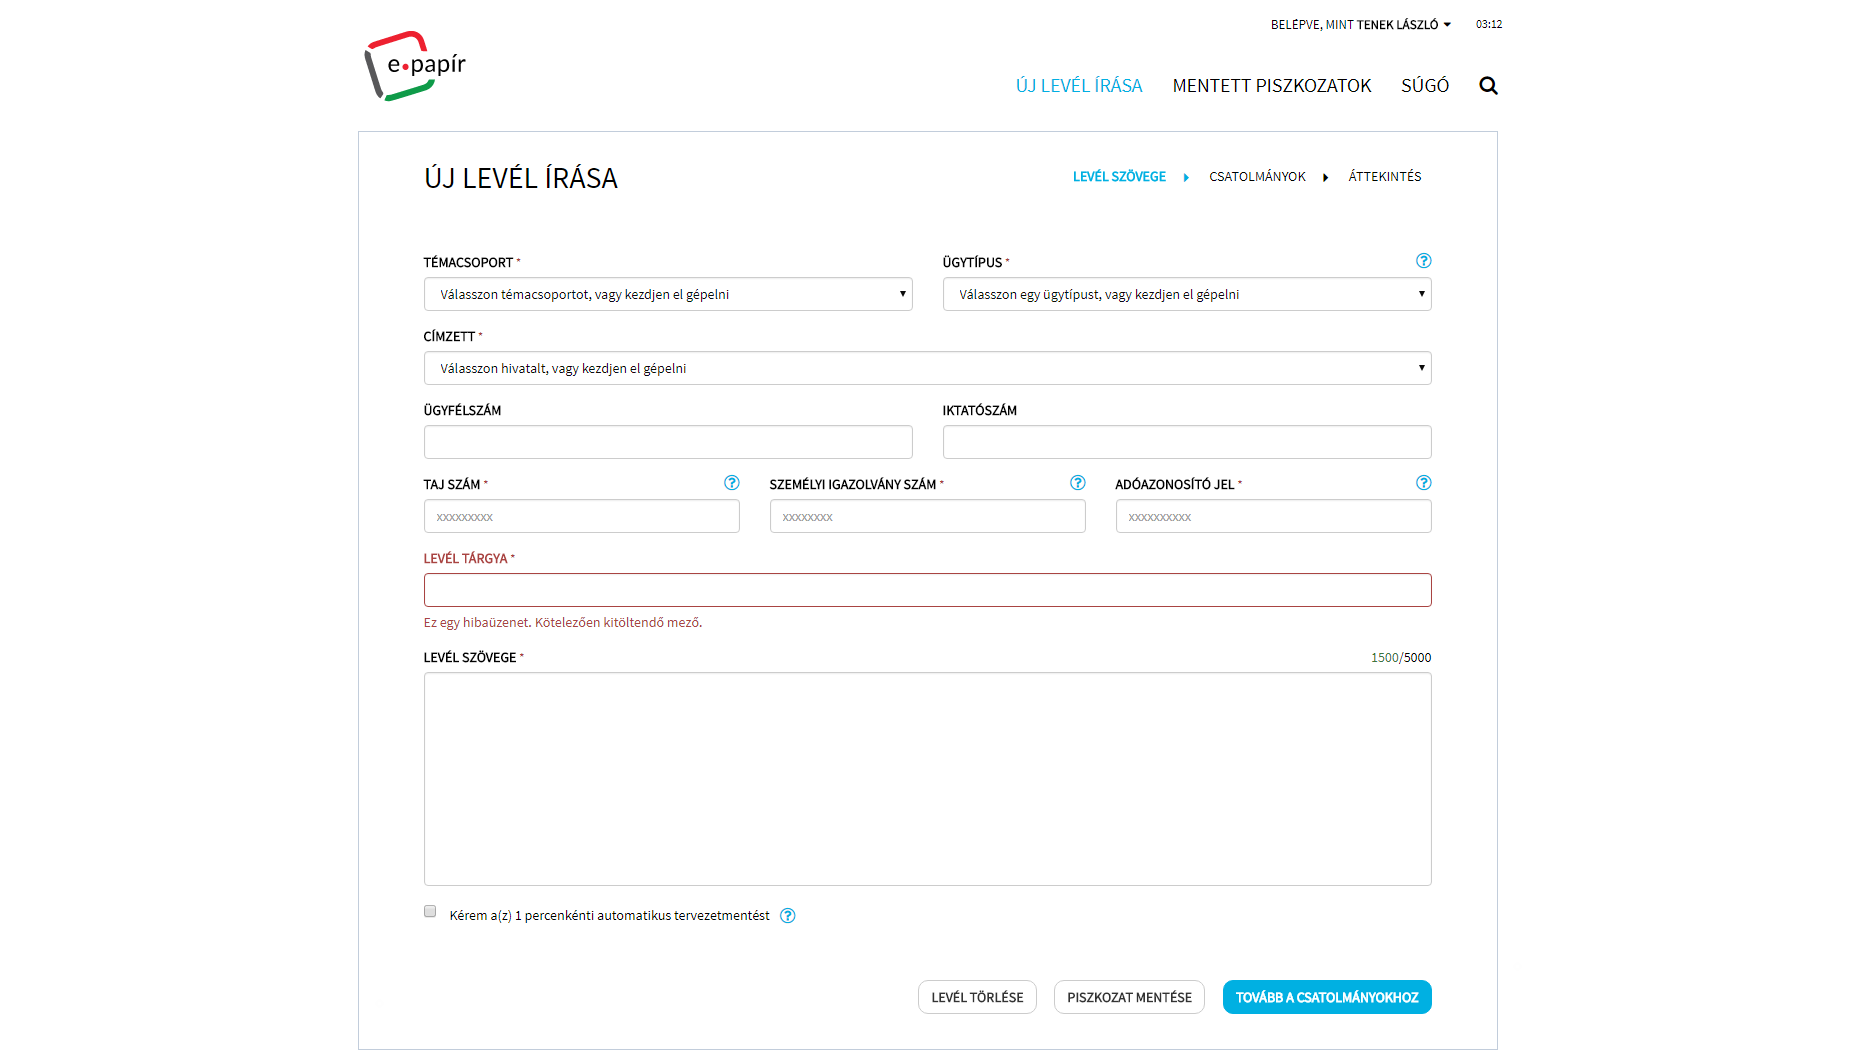 BELÉPVE, MINT TENEK LÁSZLÓ 03:12
e.papír
ÚJ LEVÉL ÍRÁSA MENTETT PISZKOZATOK SÚGÓ
ÚJ LEVÉL ÍRÁSA
LEVÉL SZÖVEGE CSATOLMÁNYOK ÁTTEKINTÉS
TÉMACSOPORT * ÜGYTÍPUS * ?
Válasszon témacsoportot, vagy kezdjen el gépelni Válasszon egy ügytípust, vagy kezdjen el gépelni
CÍMZETT *
Válasszon hivatalt, vagy kezdjen el gépelni
ÜGYFÉLSZÁM IKTATÓSZÁM
TAJ SZÁM * ? SZEMÉLYI IGAZOLVÁNY SZÁM * ? ADÓAZONOSÍTÓ JEL * ?
xxxxxxxxx xxxxxxxx xxxxxxxxxx
LEVÉL TÁRGYA *
Ez egy hibaüzenet. Kötelezően kitöltendő mező.
LEVÉL SZÖVEGE * 1500/5000
Kérem a(z) 1 percenkénti automatikus tervezetmentést ?
LEVÉL TÖRLÉSE PISZKOZAT MENTÉSE TOVÁBB A CSATOLMÁNYOKHOZ